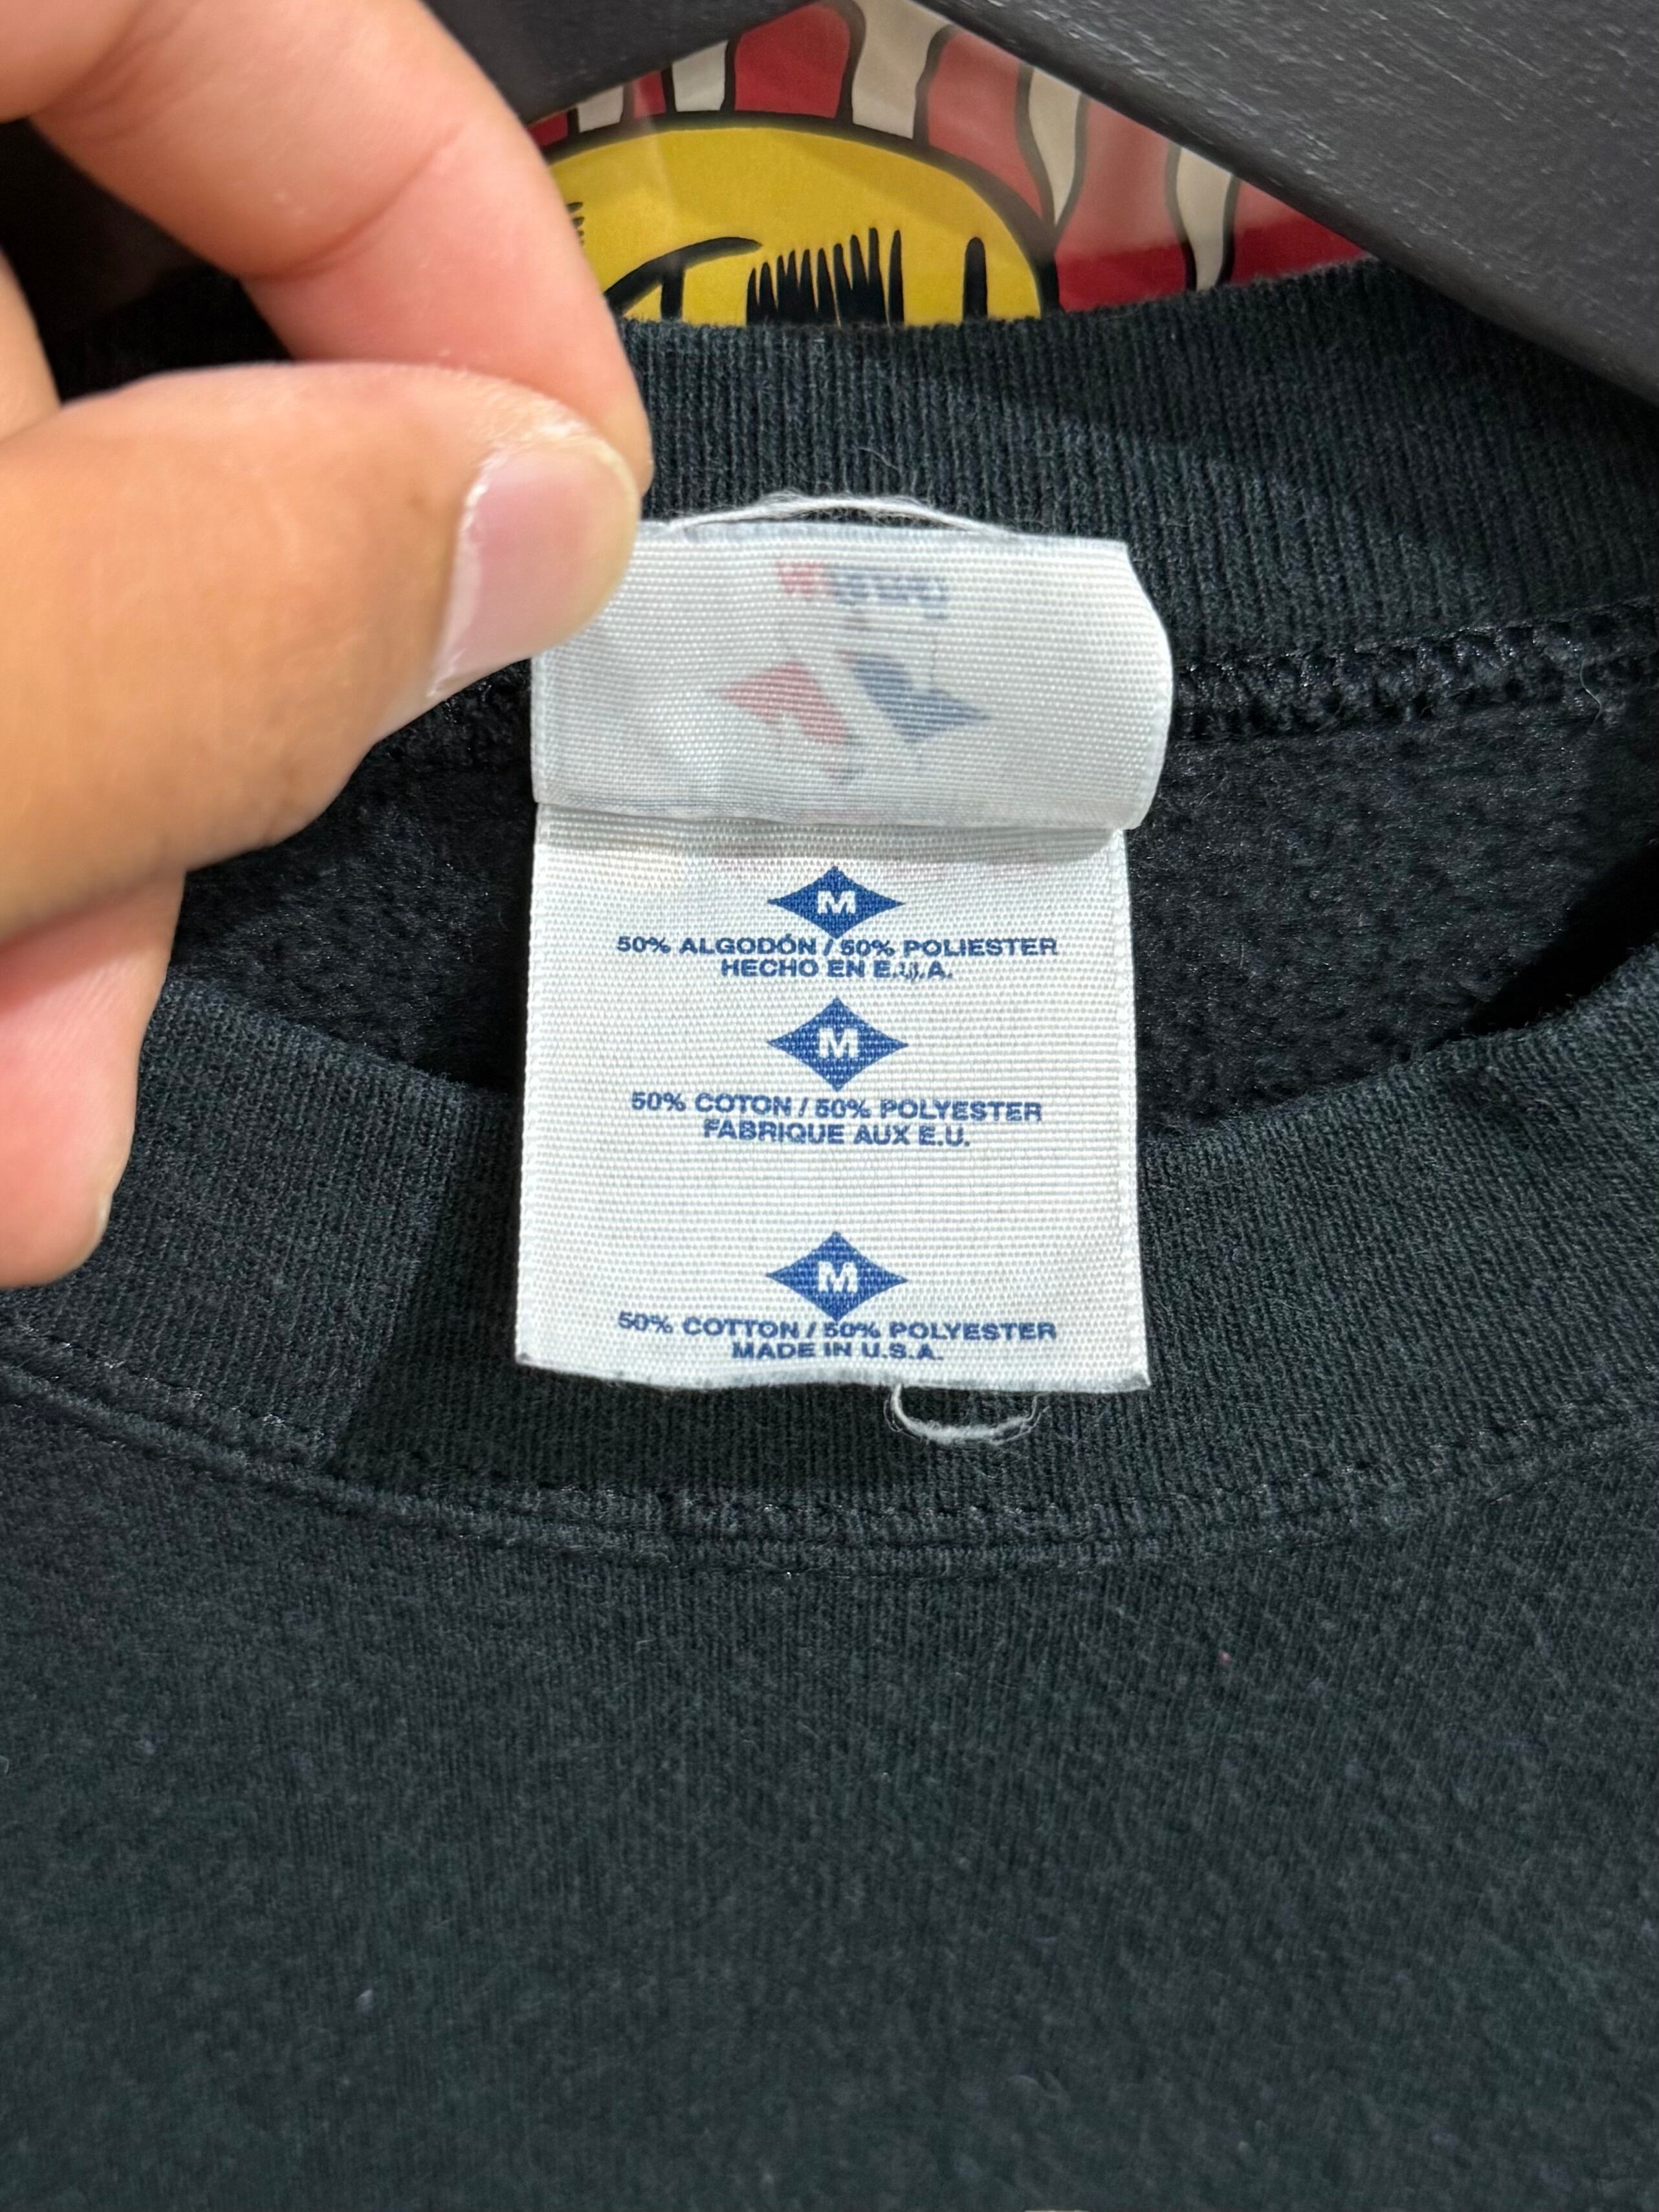 M
50% ALGODÓN / 50% POLIESTER
HECHO EN E.U.A.
M
50% COTON / 50% POLYESTER
FABRIQUE AUX E.U.
M
50% COTTON / 50% POLYESTER
MADE IN U.S.A.